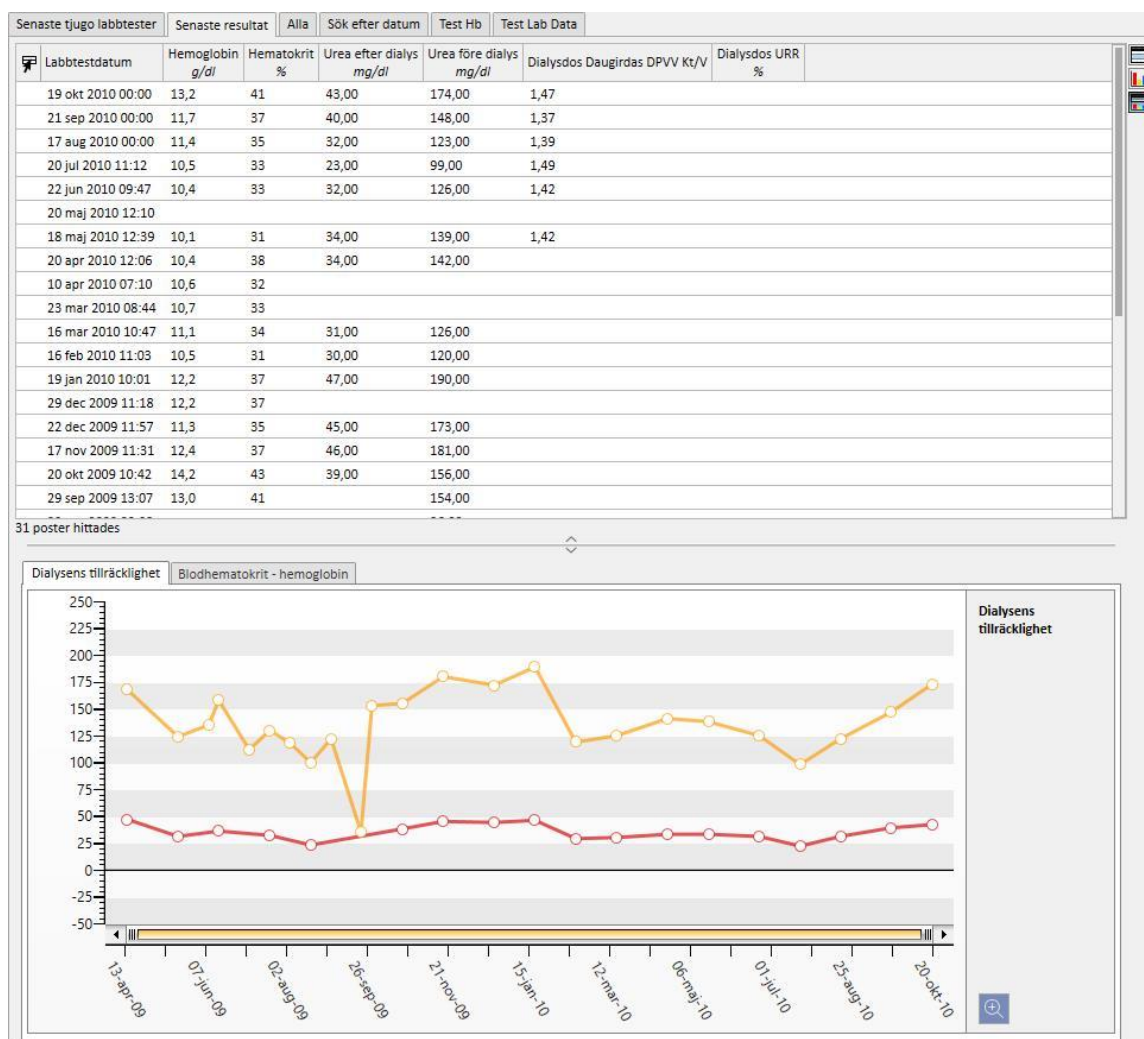 Senaste tjugo labbtester Senaste resultat Alla Sök efter datum Test Hb Test Lab Data
Labbtestdatum Hemoglobin g/dl Hematokrit % Urea efter dialys mg/dl Urea före dialys mg/dl Dialysdos Daugirdas DPVV Kt/V Dialysdos URR %
19 okt 2010 00:00 13,2 41 43,00 174,00 1,47
21 sep 2010 00:00 11,7 37 40,00 148,00 1,37
17 aug 2010 00:00 11,4 35 32,00 123,00 1,39
20 jul 2010 11:12 10,5 33 23,00 99,00 1,49
22 jun 2010 09:47 10,4 33 32,00 126,00 1,42
20 maj 2010 12:10
18 maj 2010 12:39 10,1 31 34,00 139,00 1,42
20 apr 2010 12:06 10,4 38 34,00 142,00
10 apr 2010 07:10 10,6 32
23 mar 2010 08:44 10,7 33
16 mar 2010 10:47 11,1 34 31,00 126,00
16 feb 2010 11:03 10,5 31 30,00 120,00
19 jan 2010 10:01 12,2 37 47,00 190,00
29 dec 2009 11:18 12,2 37
22 dec 2009 11:57 11,3 35 45,00 173,00
17 nov 2009 11:31 12,4 37 46,00 181,00
20 okt 2009 10:42 14,2 43 39,00 156,00
29 sep 2009 13:07 13,0 41 154,00
31 poster hittades
Dialysens tillräcklighet Blodhematokrit - hemoglobin
250
225
200
175
150
125
100
75
50
25
0
-25
-50
13-apr-09 07-jun-09 02-aug-09 26-sep-09 21-nov-09 15-jan-10 12-mar-10 06-maj-10 01-jul-10 25-aug-10 20-okt-10
Dialysens
tillräcklighet